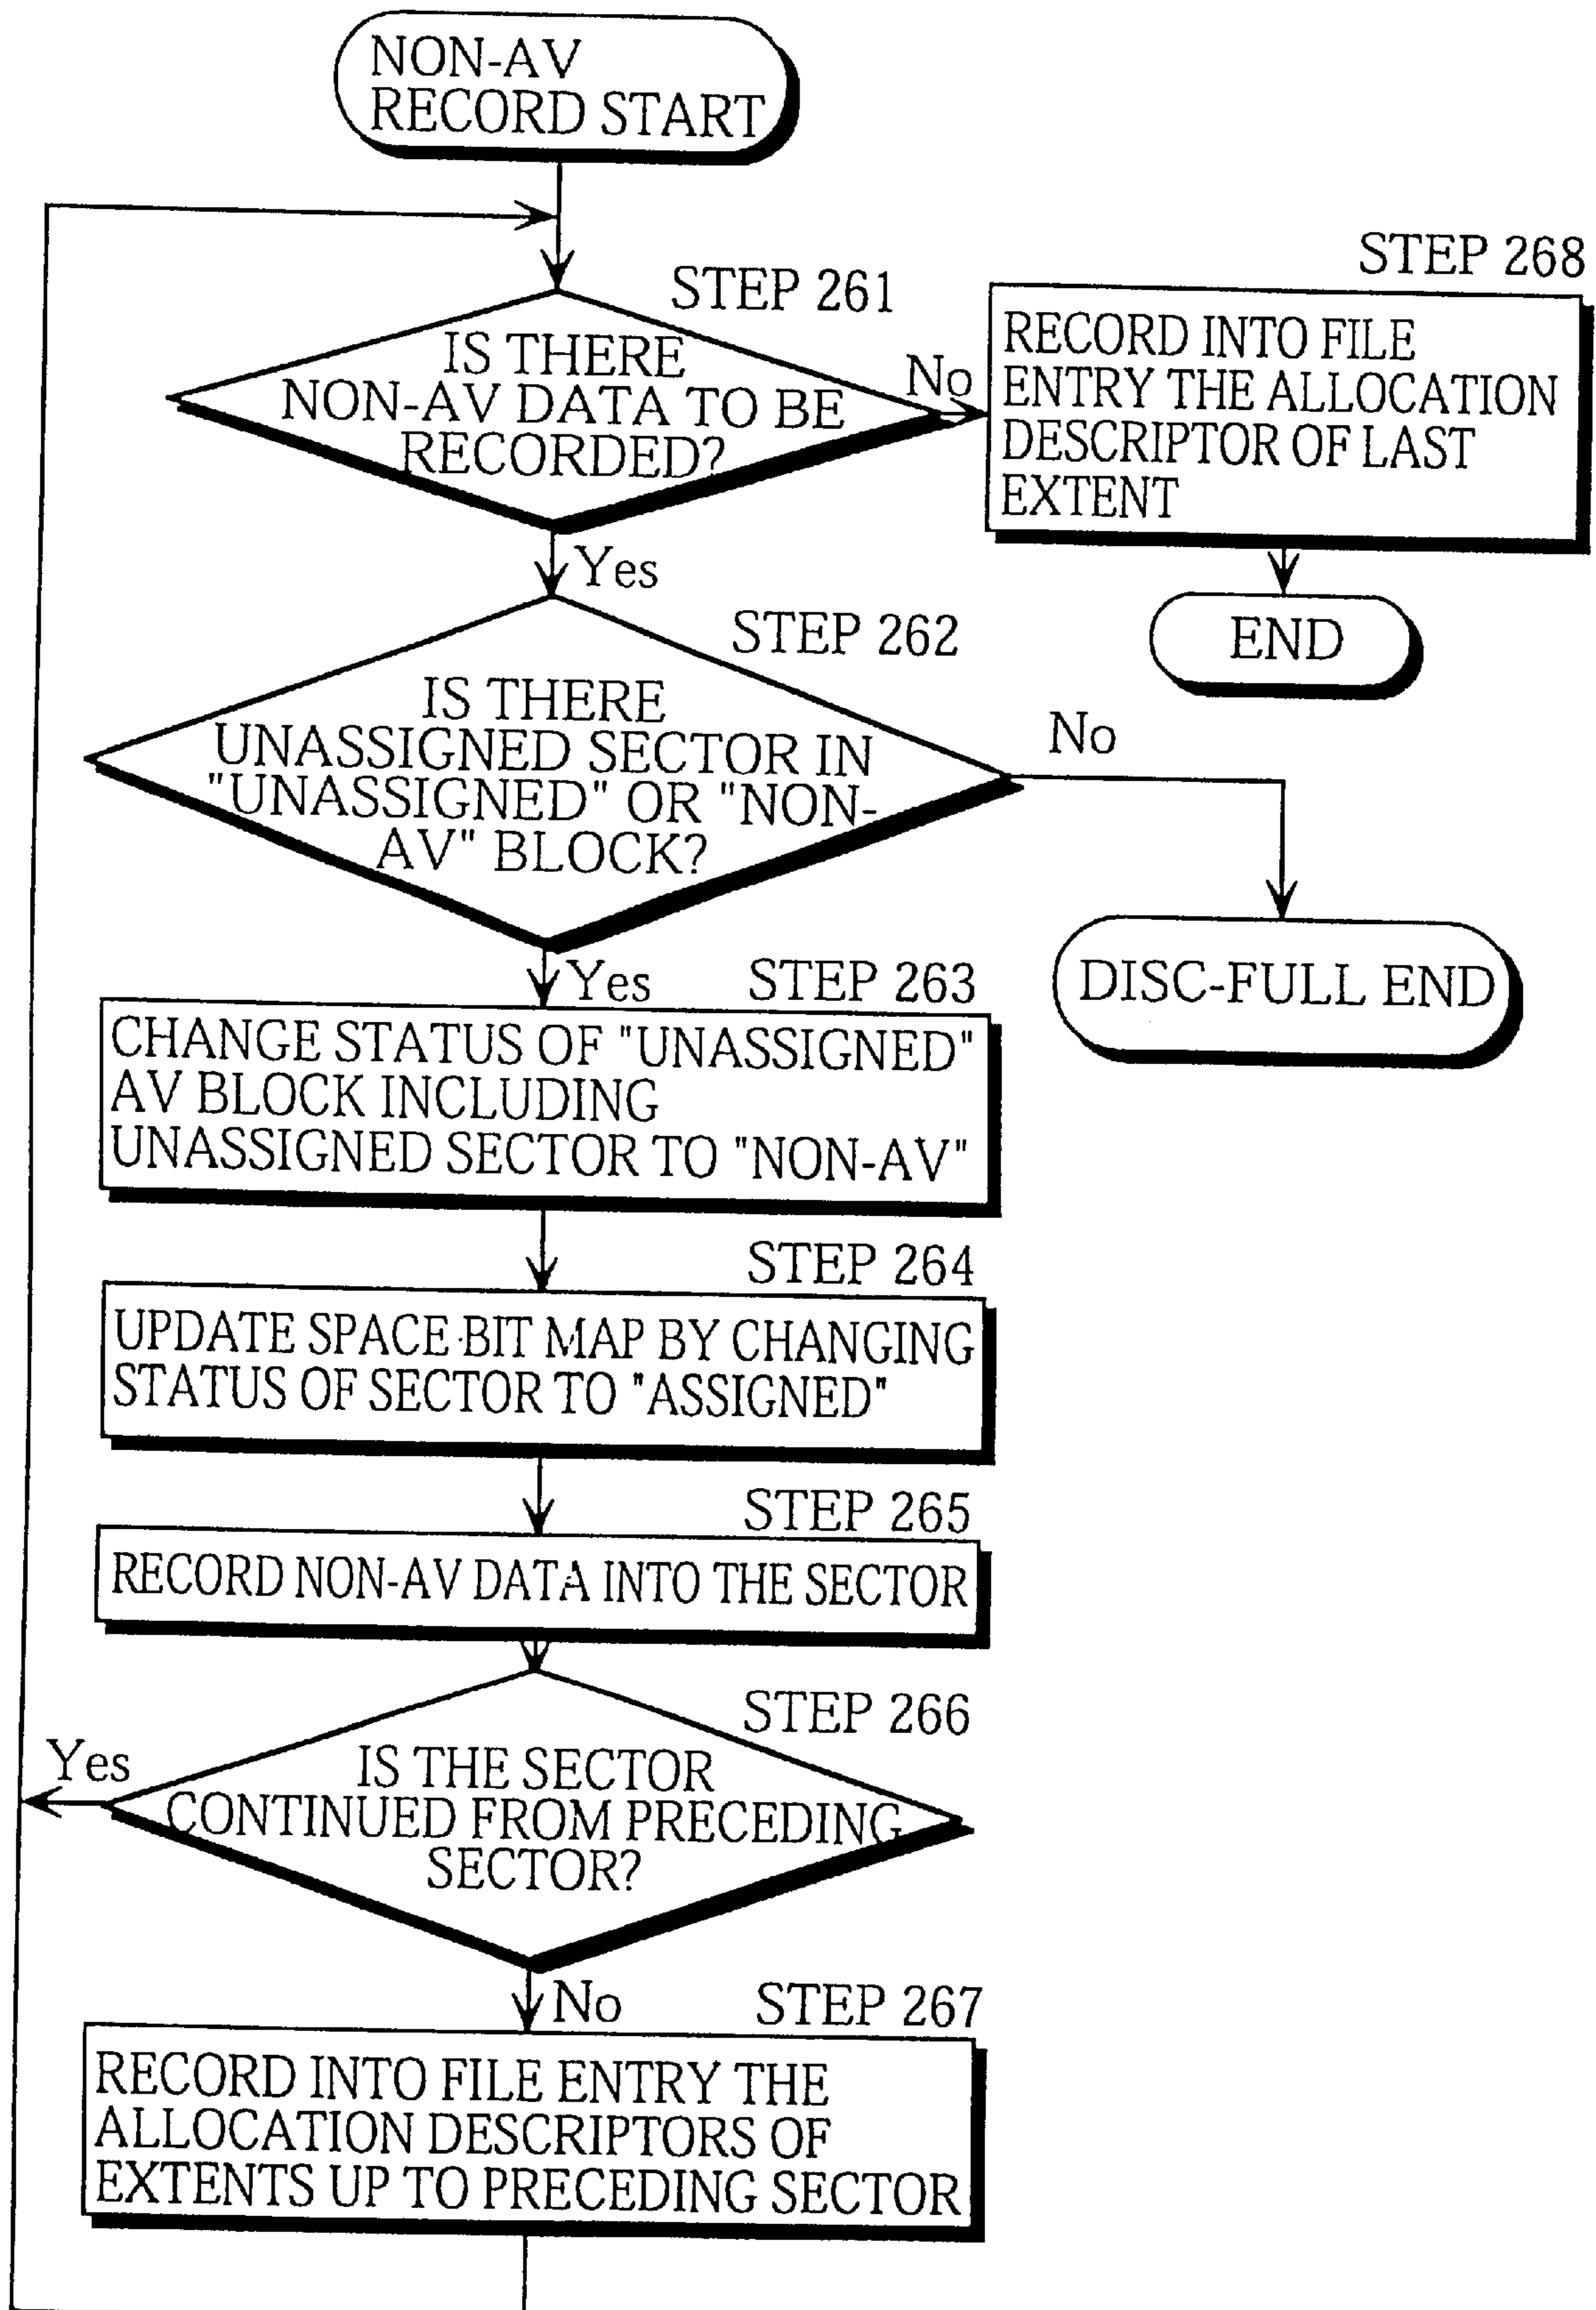 NON-AV
RECORD START
STEP 261
IS THERE
NON-AV DATA TO BE
RECORDED?
No
STEP 268
RECORD INTO FILE
ENTRY THE ALLOCATION
DESCRIPTOR OF LAST
EXTENT
END
Yes
STEP 262
IS THERE
UNASSIGNED SECTOR IN
"UNASSIGNED" OR "NON-
AV" BLOCK?
No
DISC-FULL END
Yes
STEP 263
CHANGE STATUS OF "UNASSIGNED"
AV BLOCK INCLUDING
UNASSIGNED SECTOR TO "NON-AV"
STEP 264
UPDATE SPACE BIT MAP BY CHANGING
STATUS OF SECTOR TO "ASSIGNED"
STEP 265
RECORD NON-AV DATA INTO THE SECTOR
STEP 266
Yes
IS THE SECTOR
CONTINUED FROM PRECEDING
SECTOR?
No
STEP 267
RECORD INTO FILE ENTRY THE
ALLOCATION DESCRIPTORS OF
EXTENTS UP TO PRECEDING SECTOR